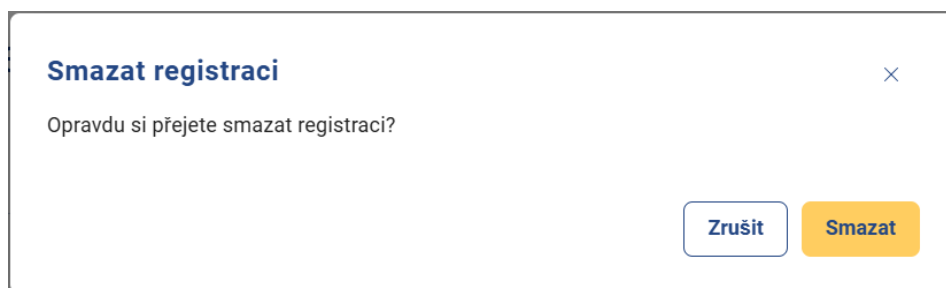 Smazat registraci
Opravdu si přejete smazat registraci?
Zrušit
Smazat